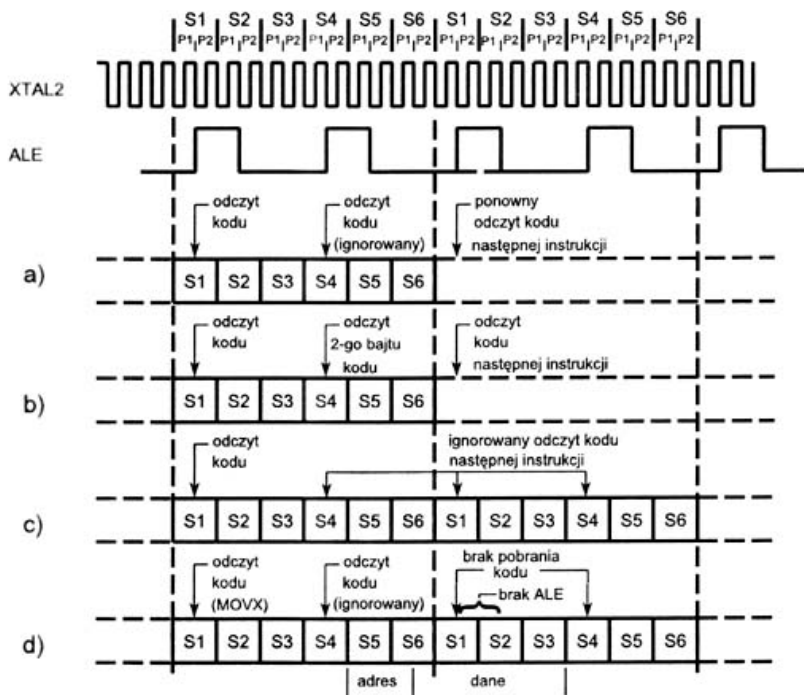 S1 S2 S3 S4 S5 S6 S1 S2 S3 S4 S5 S6
P1 P2 P1 P2 P1 P2 P1 P2 P1 P2 P1 P2 P1 P2 P1 P2 P1 P2 P1 P2 P1 P2 P1 P2
XTAL2
ALE
odczyt
kodu
odczyt
kodu
(ignorowany)
ponowny
odczyt kodu
następnej instrukcji
a)
S1 S2 S3 S4 S5 S6
odczyt
kodu
odczyt
2-go bajtu
kodu
odczyt
kodu
następnej instrukcji
b)
S1 S2 S3 S4 S5 S6
odczyt
kodu
ignorowany odczyt kodu
następnej instrukcji
c)
S1 S2 S3 S4 S5 S6 S1 S2 S3 S4 S5 S6
odczyt
kodu
(MOVX)
odczyt
kodu
(ignorowany)
brak pobrania
kodu
brak ALE
d)
S1 S2 S3 S4 S5 S6 S1 S2 S3 S4 S5 S6
adres
dane